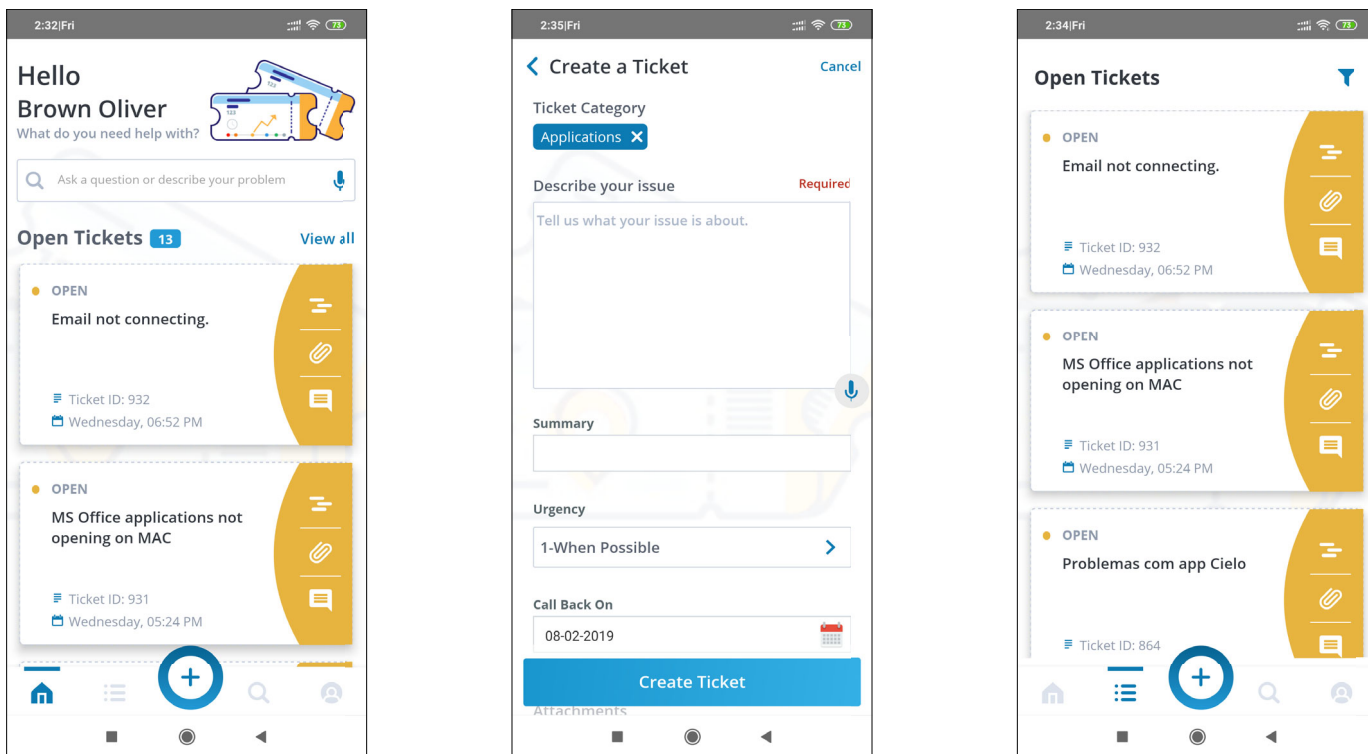 2:32|Fri
73
Hello
Brown Oliver
What do you need help with?
123
123
Ask a question or describe your problem
Open Tickets 13 View all
OPEN
Email not connecting.
Ticket ID: 932
Wednesday, 06:52 PM
OPEN
MS Office applications not
opening on MAC
Ticket ID: 931
Wednesday, 05:24 PM
2:35|Fri
73
Create a Ticket Cancel
Ticket Category
Applications
Describe your issue Required
Tell us what your issue is about.
Summary
Urgency
1-When Possible
Call Back On
08-02-2019
Create Ticket
Attachments
2:34|Fri
73
Open Tickets
OPEN
Email not connecting.
Ticket ID: 932
Wednesday, 06:52 PM
OPEN
MS Office applications not
opening on MAC
Ticket ID: 931
Wednesday, 05:24 PM
OPEN
Problemas com app Cielo
Ticket ID: 864